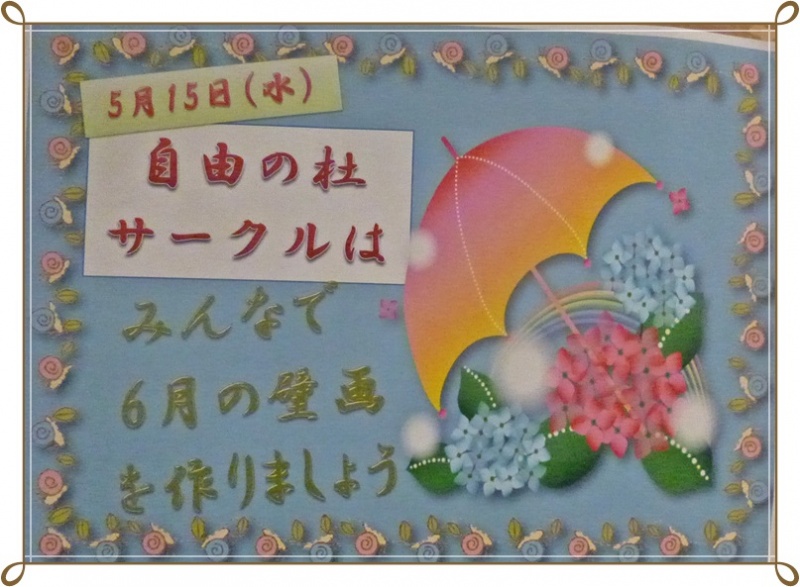 5月15日(水)
自由の杜
サークルは
みんなで
6月の壁画
を作りましょう